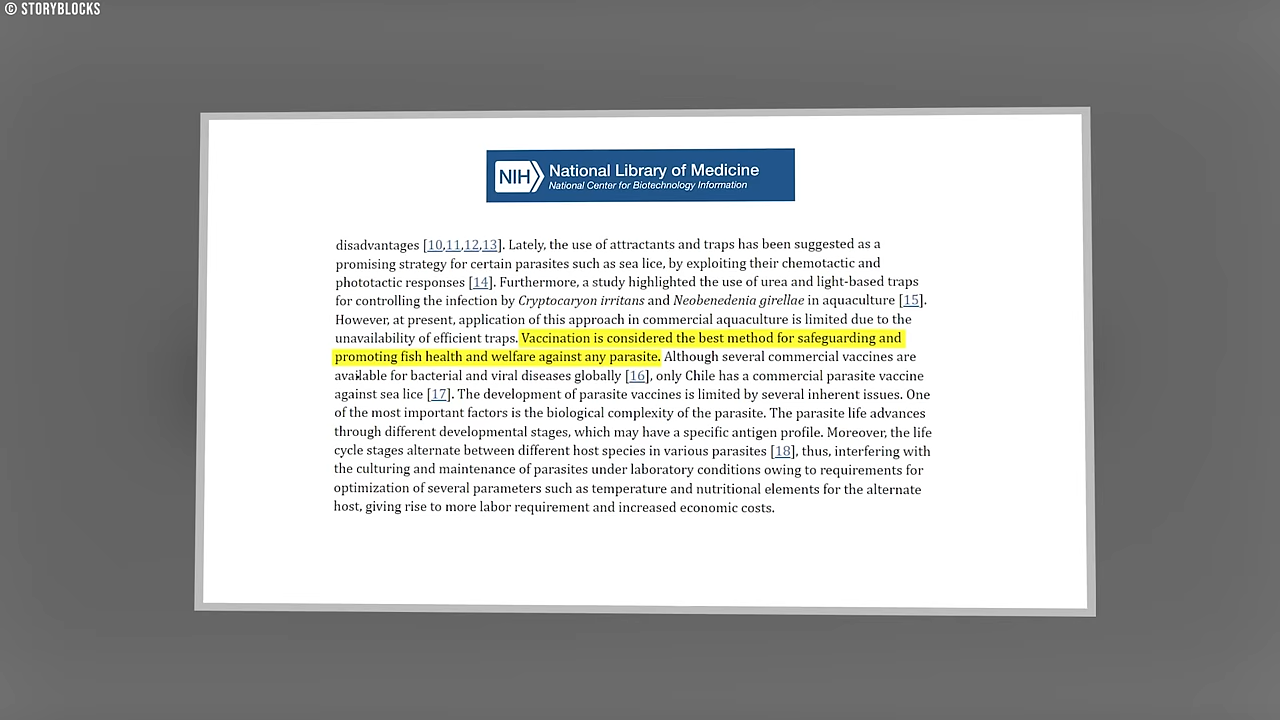 © STORYBLOCKS
NIH National Library of Medicine
National Center for Biotechnology Information
disadvantages [10,11,12,13]. Lately, the use of attractants and traps has been suggested as a
promising strategy for certain parasites such as sea lice, by exploiting their chemotactic and
phototactic responses [14]. Furthermore, a study highlighted the use of urea and light-based traps
for controlling the infection by Cryptocaryon irritans and Neobenedenia girellae in aquaculture [15].
However, at present, application of this approach in commercial aquaculture is limited due to the
unavailability of efficient traps. Vaccination is considered the best method for safeguarding and
promoting fish health and welfare against any parasite. Although several commercial vaccines are
available for bacterial and viral diseases globally [16], only Chile has a commercial parasite vaccine
against sea lice [17]. The development of parasite vaccines is limited by several inherent issues. One
of the most important factors is the biological complexity of the parasite. The parasite life advances
through different developmental stages, which may have a specific antigen profile. Moreover, the life
cycle stages alternate between different host species in various parasites [18], thus, interfering with
the culturing and maintenance of parasites under laboratory conditions owing to requirements for
optimization of several parameters such as temperature and nutritional elements for the alternate
host, giving rise to more labor requirement and increased economic costs.